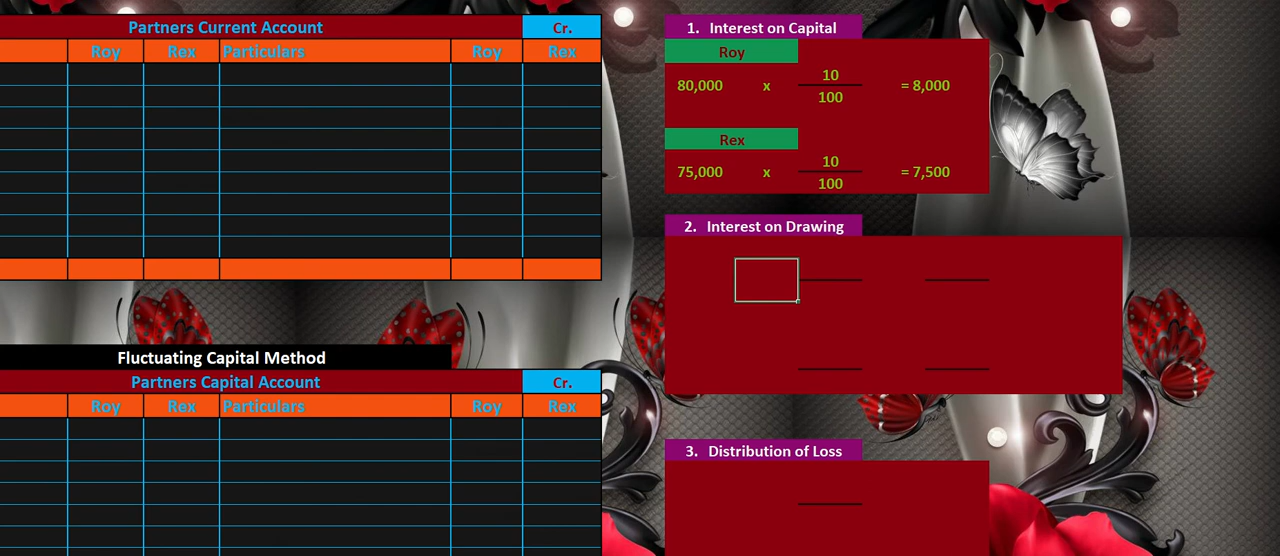 Partners Current Account Cr.
Roy Rex Particulars Roy Rex
Fluctuating Capital Method
Partners Capital Account Cr.
Roy Rex Particulars Roy Rex
1. Interest on Capital
Roy
80,000 x 10 = 8,000
100
Rex
75,000 x 10 = 7,500
100
2. Interest on Drawing
3. Distribution of Loss